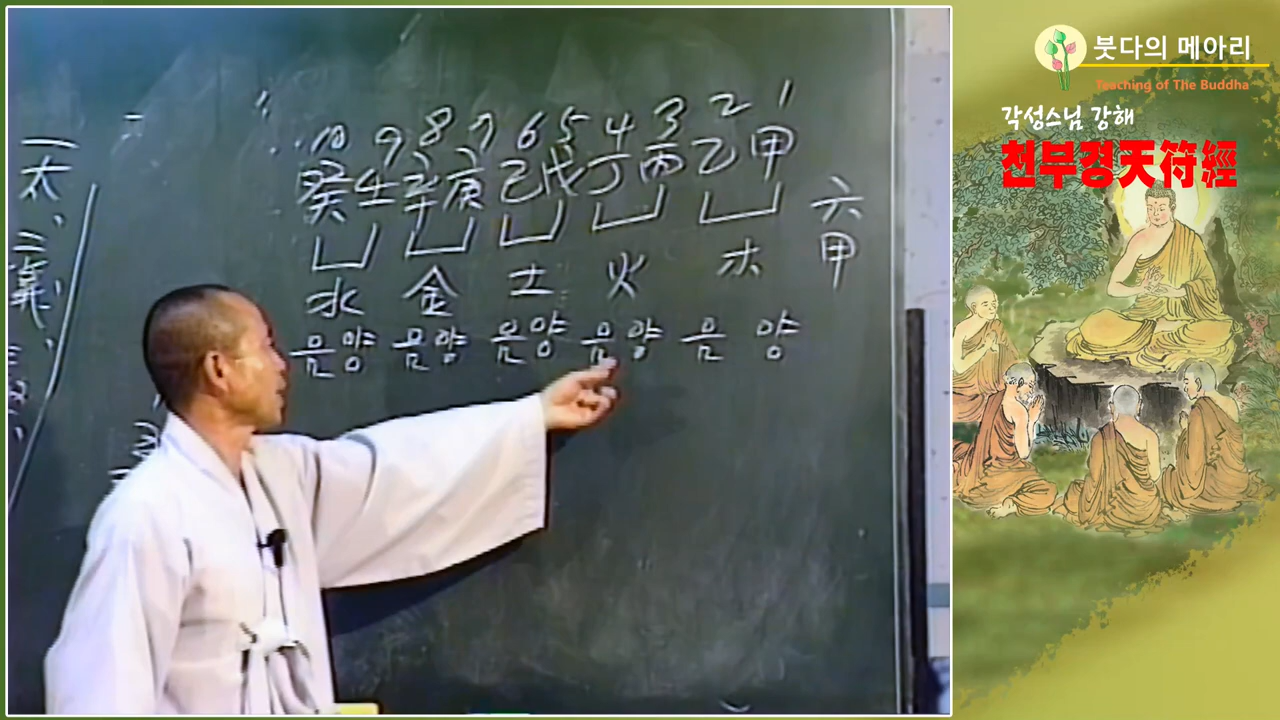 10 9 8 7 6 5 4 3 2 1
癸 壬 辛 庚 己 戊 丁 丙 乙 甲
水 金 土 火 木
음양 음양 음양 음양 음 양
六甲
一太
二
붓다의 메아리
Teaching of The Buddha
각성스님 강해
천부경天符經